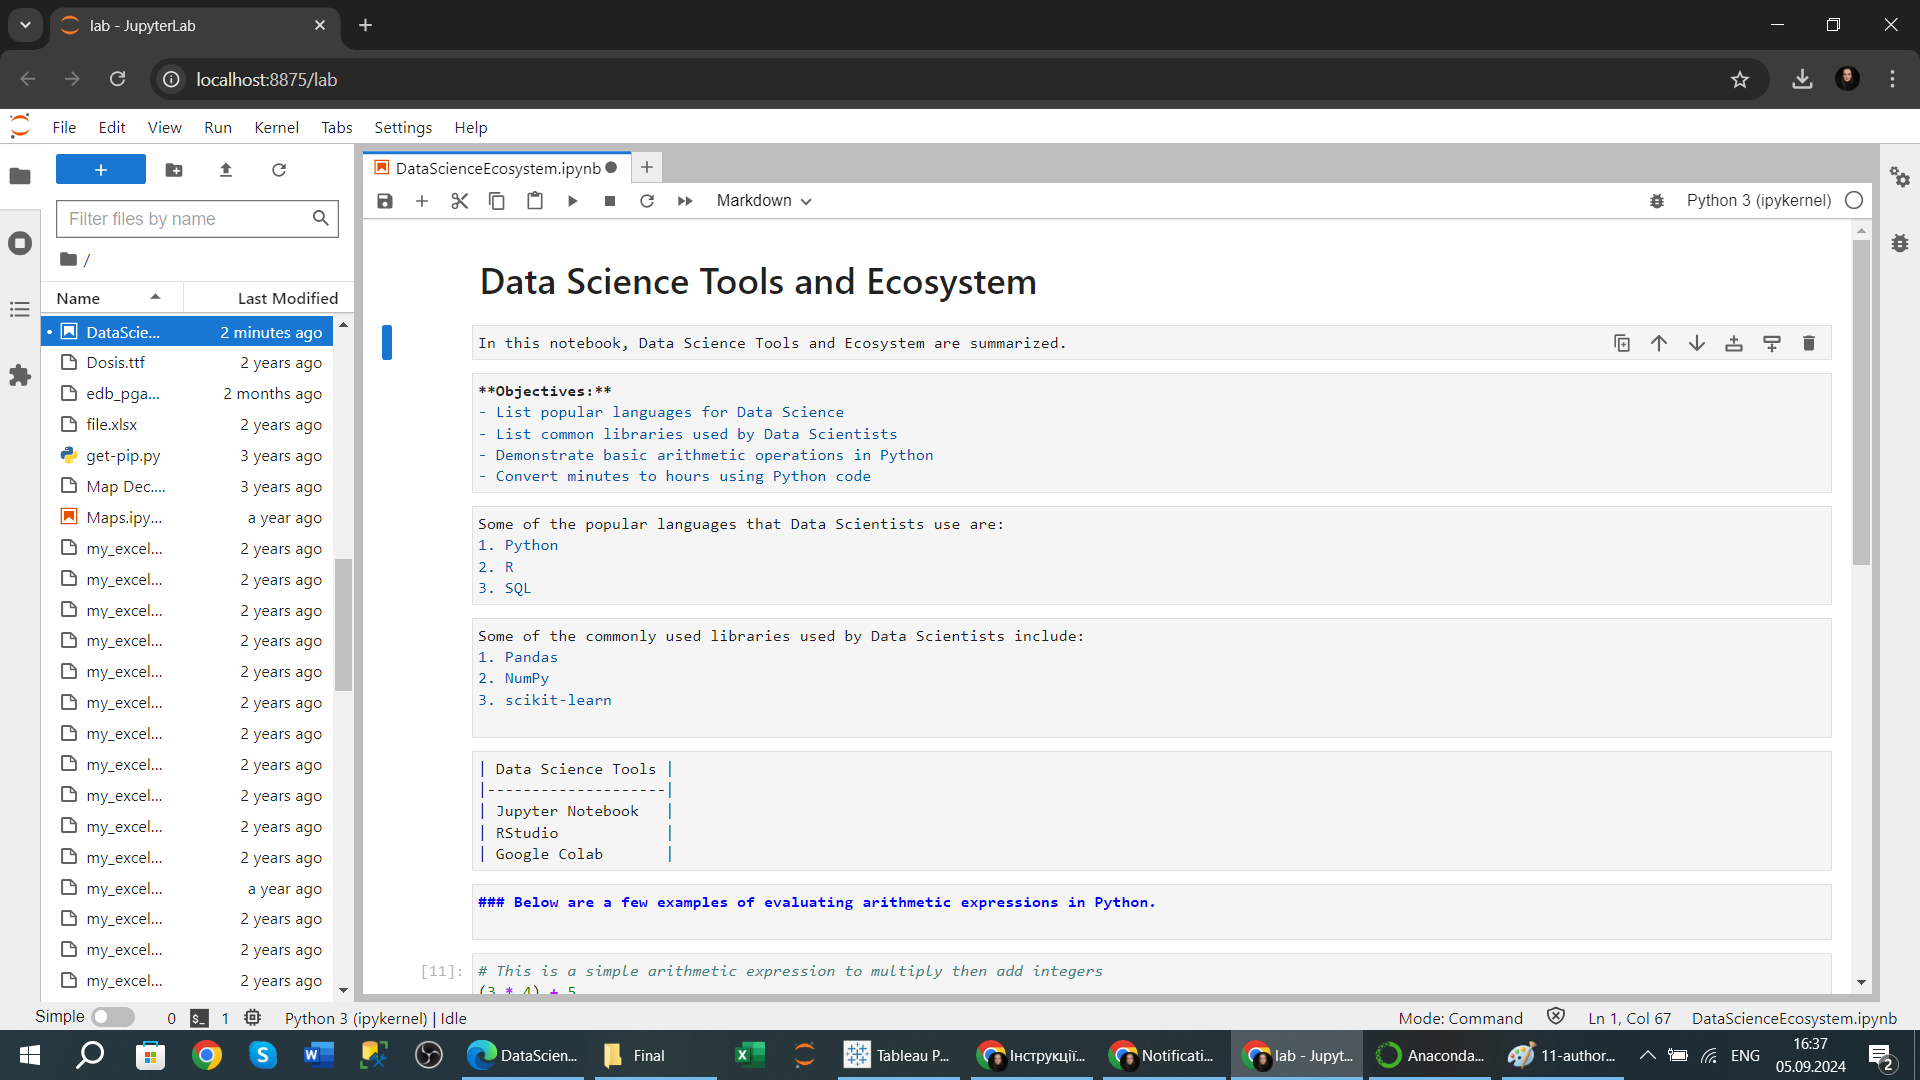 lab - JupyterLab
localhost:8875/lab
File Edit View Run Kernel Tabs Settings Help
DataScienceEcosystem.ipynb
Filter files by name
Markdown
Python 3 (ipykernel)
/
Name Last Modified
DataScie... 2 minutes ago
Dosis.ttf 2 years ago
edb_pga... 2 months ago
file.xlsx 2 years ago
get-pip.py 3 years ago
Map Dec.... 3 years ago
Maps.ipy... a year ago
my_excel... 2 years ago
my_excel... 2 years ago
my_excel... 2 years ago
my_excel... 2 years ago
my_excel... 2 years ago
my_excel... 2 years ago
my_excel... 2 years ago
my_excel... 2 years ago
my_excel... 2 years ago
my_excel... 2 years ago
my_excel... 2 years ago
my_excel... a year ago
my_excel... 2 years ago
my_excel... 2 years ago
my_excel... 2 years ago
Data Science Tools and Ecosystem
In this notebook, Data Science Tools and Ecosystem are summarized.
**Objectives:**
- List popular languages for Data Science
- List common libraries used by Data Scientists
- Demonstrate basic arithmetic operations in Python
- Convert minutes to hours using Python code
Some of the popular languages that Data Scientists use are:
1. Python
2. R
3. SQL
Some of the commonly used libraries used by Data Scientists include:
1. Pandas
2. NumPy
3. scikit-learn
| Data Science Tools |
|--------------------|
| Jupyter Notebook |
| RStudio |
| Google Colab |
### Below are a few examples of evaluating arithmetic expressions in Python.
[11]: # This is a simple arithmetic expression to multiply then add integers
(3 * 4) + 5
Simple 0 1 Python 3 (ipykernel) | Idle Mode: Command Ln 1, Col 67 DataScienceEcosystem.ipynb
DataScien... Final Tableau P... Інструкції... Notificati... lab - Jupyt... Anaconda... 11-author... ENG 16:37
05.09.2024
2